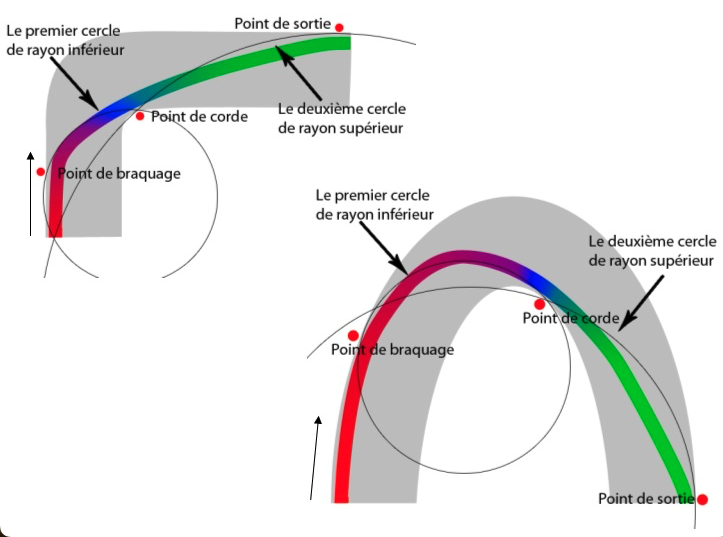 Le premier cercle
de rayon inférieur
Point de sortie
Point de corde
Le deuxième cercle
de rayon supérieur
Point de braquage
Le premier cercle
de rayon inférieur
Le deuxième cercle
de rayon supérieur
Point de corde
Point de braquage
Point de sortie